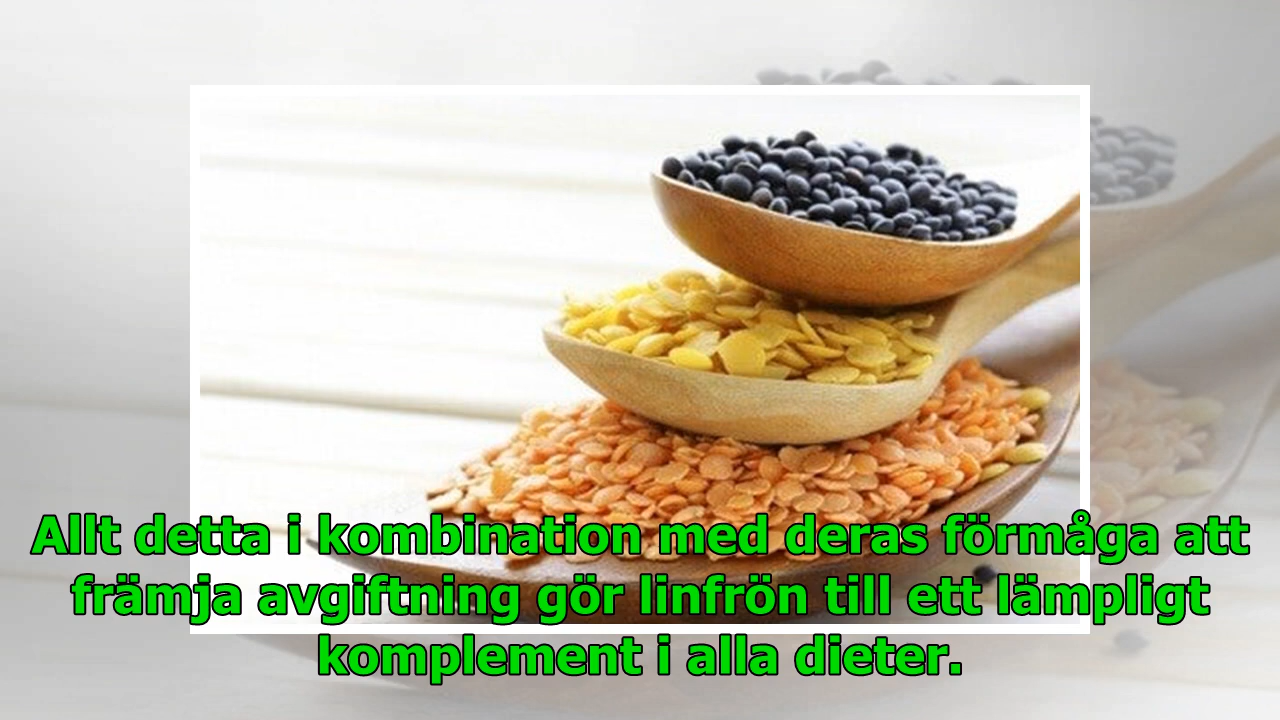 Allt detta i kombination med deras förmåga att
främja avgiftning gör linfrön till ett lämpligt
komplement i alla dieter.